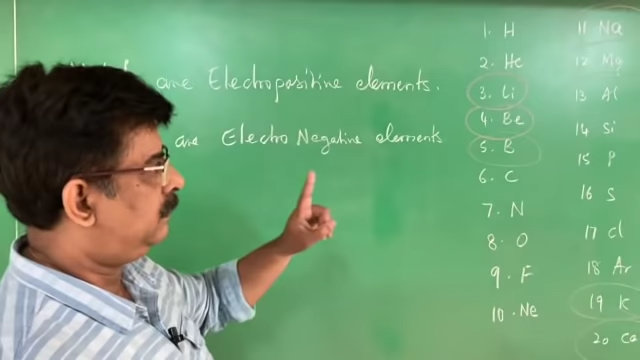 are Electropositive elements.
are Electro Negative elements
1. H
2. He
3. Li
4. Be
5. B
6. C
7. N
8. O
9. F
10. Ne
11 Na
12 Mg
13 Al
14 Si
15 P
16 S
17 Cl
18 Ar
19 K
20 Ca